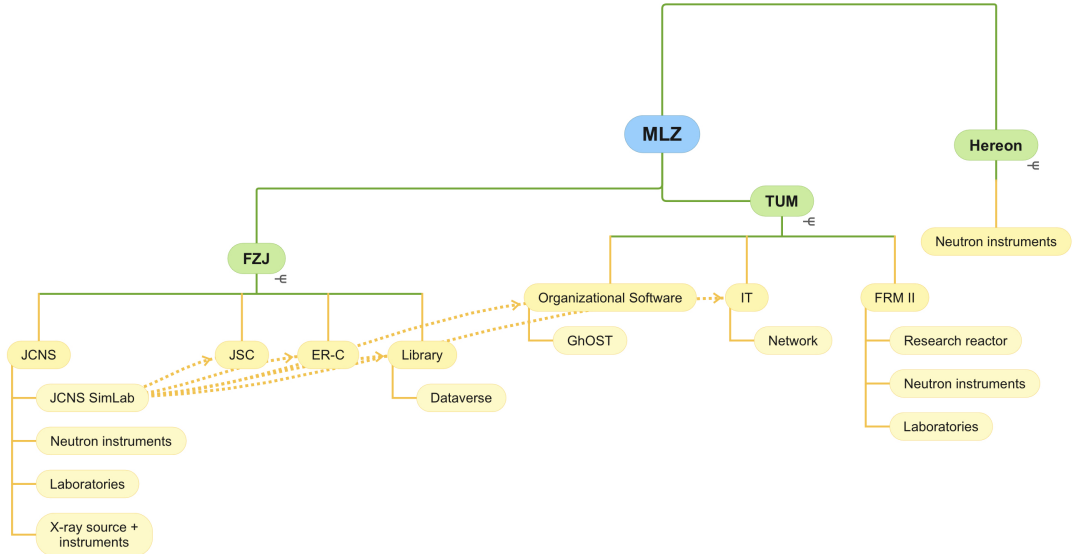 MLZ
Hereon
TUM
Neutron instruments
FZJ
Organizational Software
IT
FRM II
GhOST
Network
Research reactor
JCNS
JSC
ER-C
Library
Neutron instruments
JCNS SimLab
Dataverse
Laboratories
Neutron instruments
Laboratories
X-ray source +
instruments